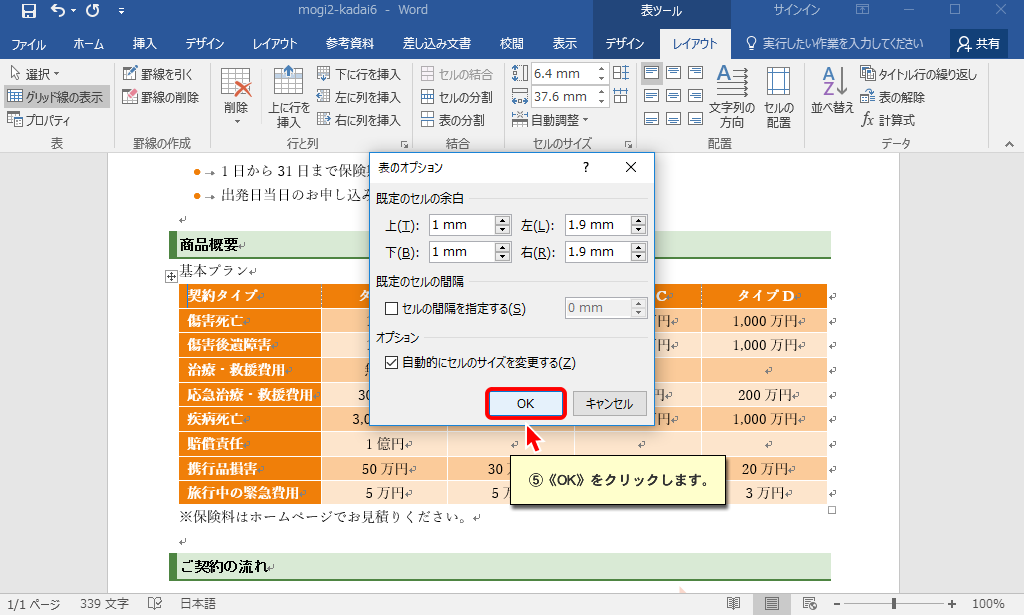 mogi2-kadai6 - Word
表ツール
サインイン
ファイル ホーム 挿入 デザイン レイアウト 参考資料 差し込み文書 校閲 表示 デザイン レイアウト 実行したい作業を入力してください 共有
選択
グリッド線の表示
プロパティ
表
罫線を引く
罫線の削除
罫線の作成
削除
上に行を
挿入
下に行を挿入
左に列を挿入
右に列を挿入
行と列
セルの結合
セルの分割
表の分割
結合
6.4 mm
37.6 mm
自動調整
セルのサイズ
文字列の
方向
セルの
配置
配置
並べ替え
タイトル行の繰り返し
表の解除
計算式
データ
1 日から 31 日まで保険
出発日当日のお申し込み
商品概要
基本プラン
契約タイプ タ C タイプ D
傷害死亡 円 1,000 万円
傷害後遺障害 円 1,000 万円
治療・救援費用
応急治療・救援費用 30 円 200 万円
疾病死亡 3,0 円 1,000 万円
賠償責任 1 億円
携行品損害 50 万円 30 20 万円
旅行中の緊急費用 5 万円 5 万 3 万円
※保険料はホームページでお見積りください。
ご契約の流れ
表のオプション ?
既定のセルの余白
上(T): 1 mm 左(L): 1.9 mm
下(B): 1 mm 右(R): 1.9 mm
既定のセルの間隔
セルの間隔を指定する(S) 0 mm
オプション
自動的にセルのサイズを変更する(Z)
OK キャンセル
⑤《OK》をクリックします。
1/1 ページ 339 文字 日本語 100%